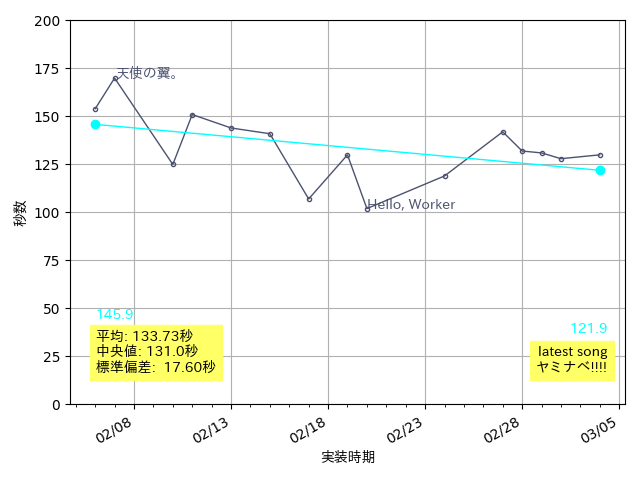 200
175
150
125
100
75
50
25
0
秒数
天使の翼。
Hello, Worker
145.9
平均: 133.73秒
中央値: 131.0秒
標準偏差: 17.60秒
121.9
latest song
ヤミナベ!!!!
02/08
02/13
02/18
02/23
02/28
03/05
実装時期